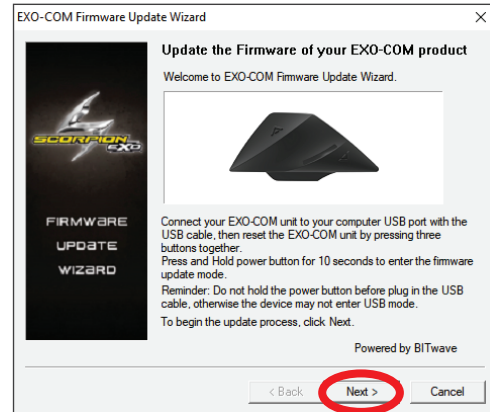 EXO-COM Firmware Update Wizard
Update the Firmware of your EXO-COM product
Welcome to EXO-COM Firmware Update Wizard.
SCORPION
EXO
FIRMWARE
UPDATE
WIZARD
Connect your EXO-COM unit to your computer USB port with the
USB cable, then reset the EXO-COM unit by pressing three
buttons together.
Press and Hold power button for 10 seconds to enter the firmware
update mode.
Reminder: Do not hold the power button before plug in the USB
cable, otherwise the device may not enter USB mode.
To begin the update process, click Next.
Powered by BITwave
< Back Next > Cancel